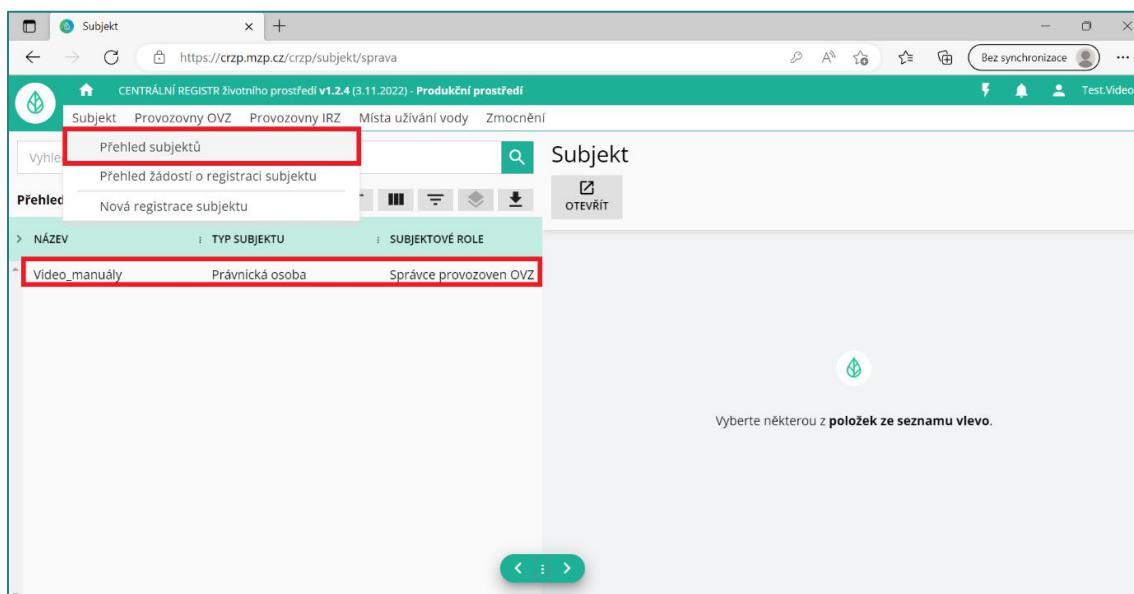 Subjekt
https://crzp.mzp.cz/crzp/subjekt/sprava
Bez synchronizace
CENTRÁLNÍ REGISTR životního prostředí v1.2.4 (3.11.2022) - Produkční prostředí
Test.Video
Subjekt Provozovny OVZ Provozovny IRZ Místa užívání vody Zmocnění
Přehled subjektů
Přehled žádostí o registraci subjektu
Nová registrace subjektu
Vyhle
Přehled
Subjekt
OTEVŘÍT
NÁZEV TYP SUBJEKTU SUBJEKTOVÉ ROLE
Video_manuály Právnická osoba Správce provozoven OVZ
Vyberte některou z položek ze seznamu vlevo.